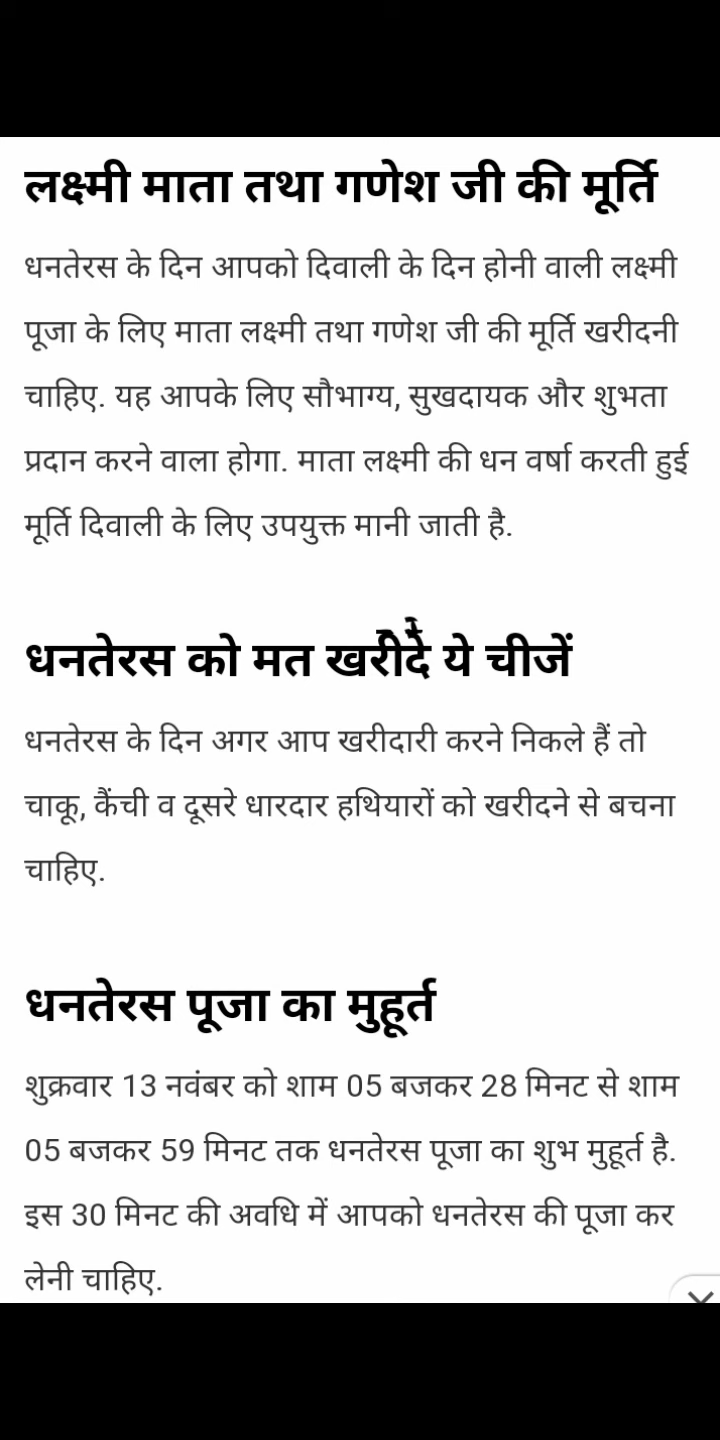 लक्ष्मी माता तथा गणेश जी की मूर्ति
धनतेरस के दिन आपको दिवाली के दिन होनी वाली लक्ष्मी
पूजा के लिए माता लक्ष्मी तथा गणेश जी की मूर्ति खरीदनी
चाहिए. यह आपके लिए सौभाग्य, सुखदायक और शुभता
प्रदान करने वाला होगा. माता लक्ष्मी की धन वर्षा करती हुई
मूर्ति दिवाली के लिए उपयुक्त मानी जाती है.
धनतेरस को मत खरीदें ये चीजें
धनतेरस के दिन अगर आप खरीदारी करने निकले हैं तो
चाकू, कैंची व दूसरे धारदार हथियारों को खरीदने से बचना
चाहिए.
धनतेरस पूजा का मुहूर्त
शुक्रवार 13 नवंबर को शाम 05 बजकर 28 मिनट से शाम
05 बजकर 59 मिनट तक धनतेरस पूजा का शुभ मुहूर्त है.
इस 30 मिनट की अवधि में आपको धनतेरस की पूजा कर
लेनी चाहिए.